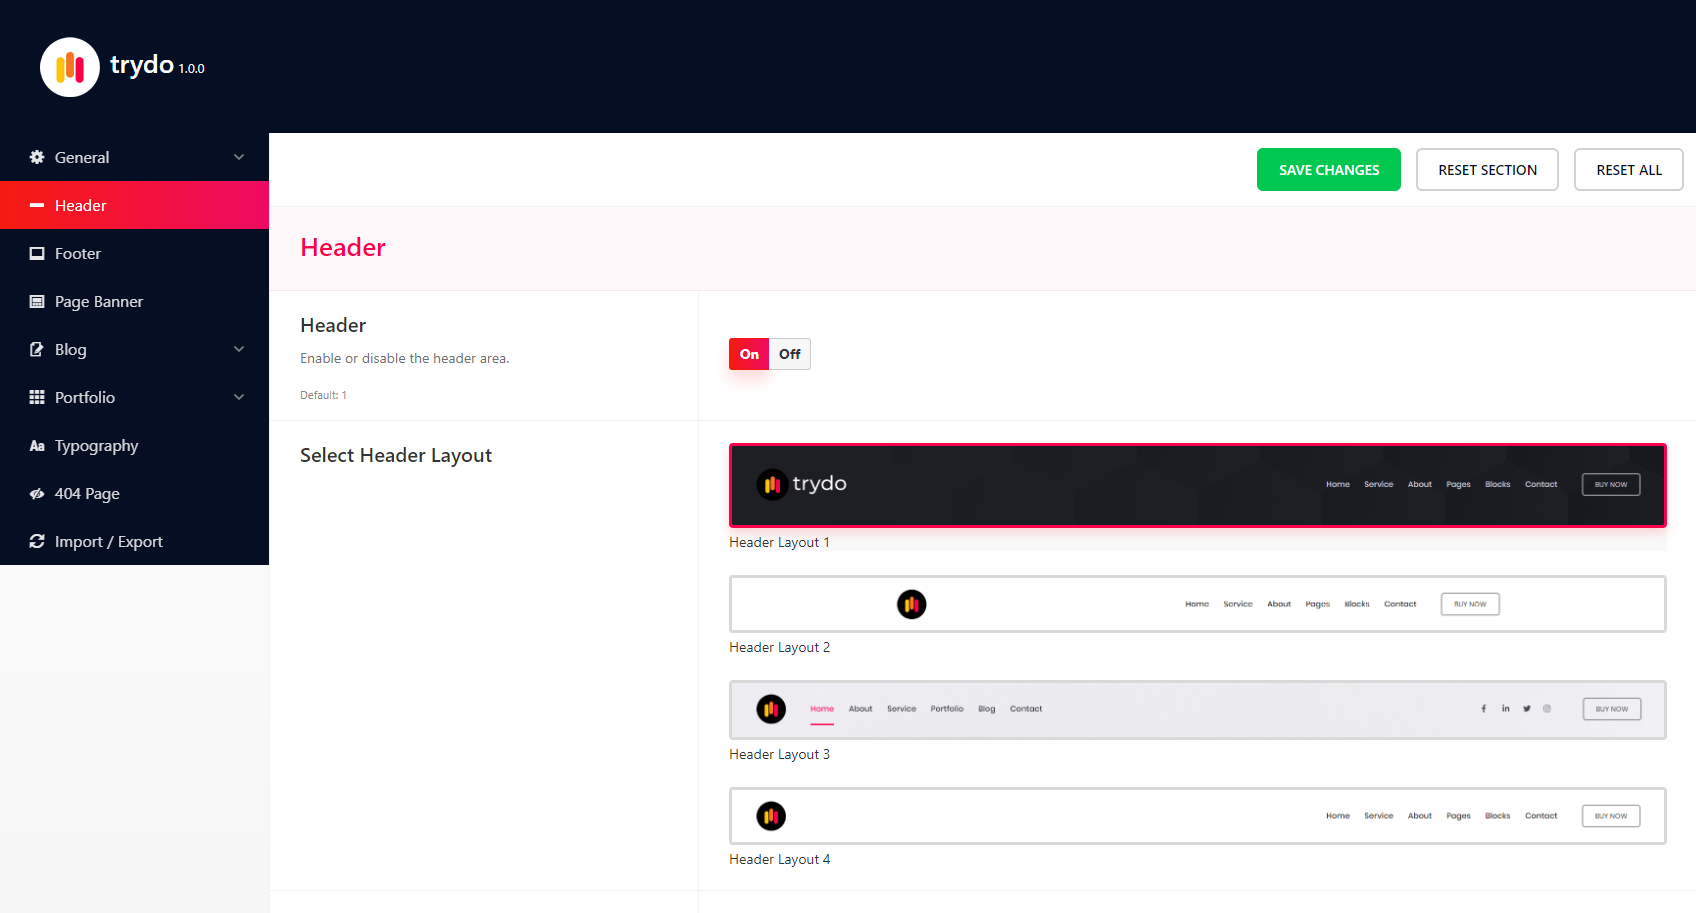 trydo 1.0.0
General
Header
Footer
Page Banner
Blog
Portfolio
Aa Typography
404 Page
Import / Export
SAVE CHANGES RESET SECTION RESET ALL
Header
Header
Enable or disable the header area.
Default: 1
On Off
Select Header Layout
trydo Home Service About Pages Blocks Contact BUY NOW
Header Layout 1
Home Service About Pages Blocks Contact BUY NOW
Header Layout 2
Home About Service Portfolio Blog Contact BUY NOW
Header Layout 3
Home Service About Pages Blocks Contact BUY NOW
Header Layout 4